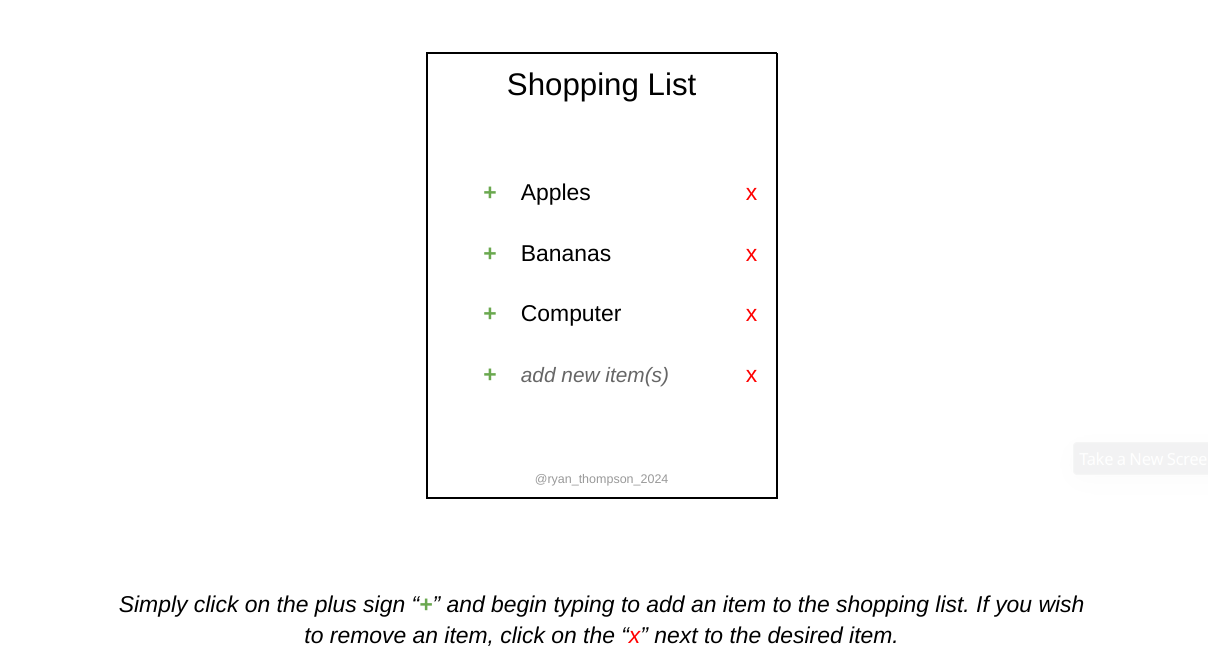 Shopping List
+ Apples x
+ Bananas x
+ Computer x
+ add new item(s) x
Take a New Scree
@ryan_thompson_2024
Simply click on the plus sign “+” and begin typing to add an item to the shopping list. If you wish
to remove an item, click on the “x” next to the desired item.